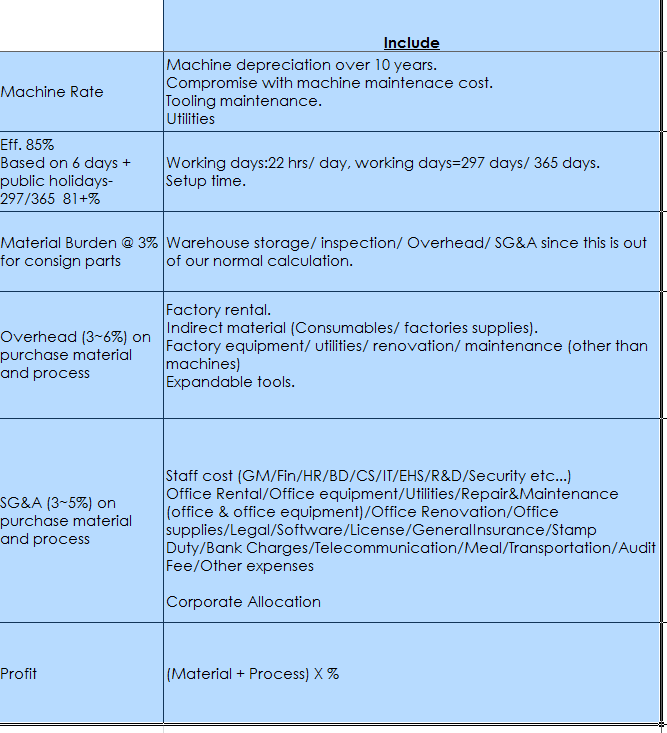 Include
Machine Rate
Machine depreciation over 10 years.
Compromise with machine maintenace cost.
Tooling maintenance.
Utilities
Eff. 85%
Based on 6 days +
public holidays-
297/365  81+%
Working days:22 hrs/ day, working days=297 days/ 365 days.
Setup time.
Material Burden @ 3%
for consign parts
Warehouse storage/ inspection/ Overhead/ SG&A since this is out
of our normal calculation.
Overhead (3~6%) on
purchase material
and process
Factory rental.
Indirect material (Consumables/ factories supplies).
Factory equipment/ utilities/ renovation/ maintenance (other than
machines)
Expandable tools.
SG&A (3~5%) on
purchase material
and process
Staff cost (GM/Fin/HR/BD/CS/IT/EHS/R&D/Security etc...)
Office Rental/Office equipment/Utilities/Repair&Maintenance
(office & office equipment)/Office Renovation/Office
supplies/Legal/Software/License/GeneralInsurance/Stamp
Duty/Bank Charges/Telecommunication/Meal/Transportation/Audit
Fee/Other expenses
Corporate Allocation
Profit
(Material + Process) X %